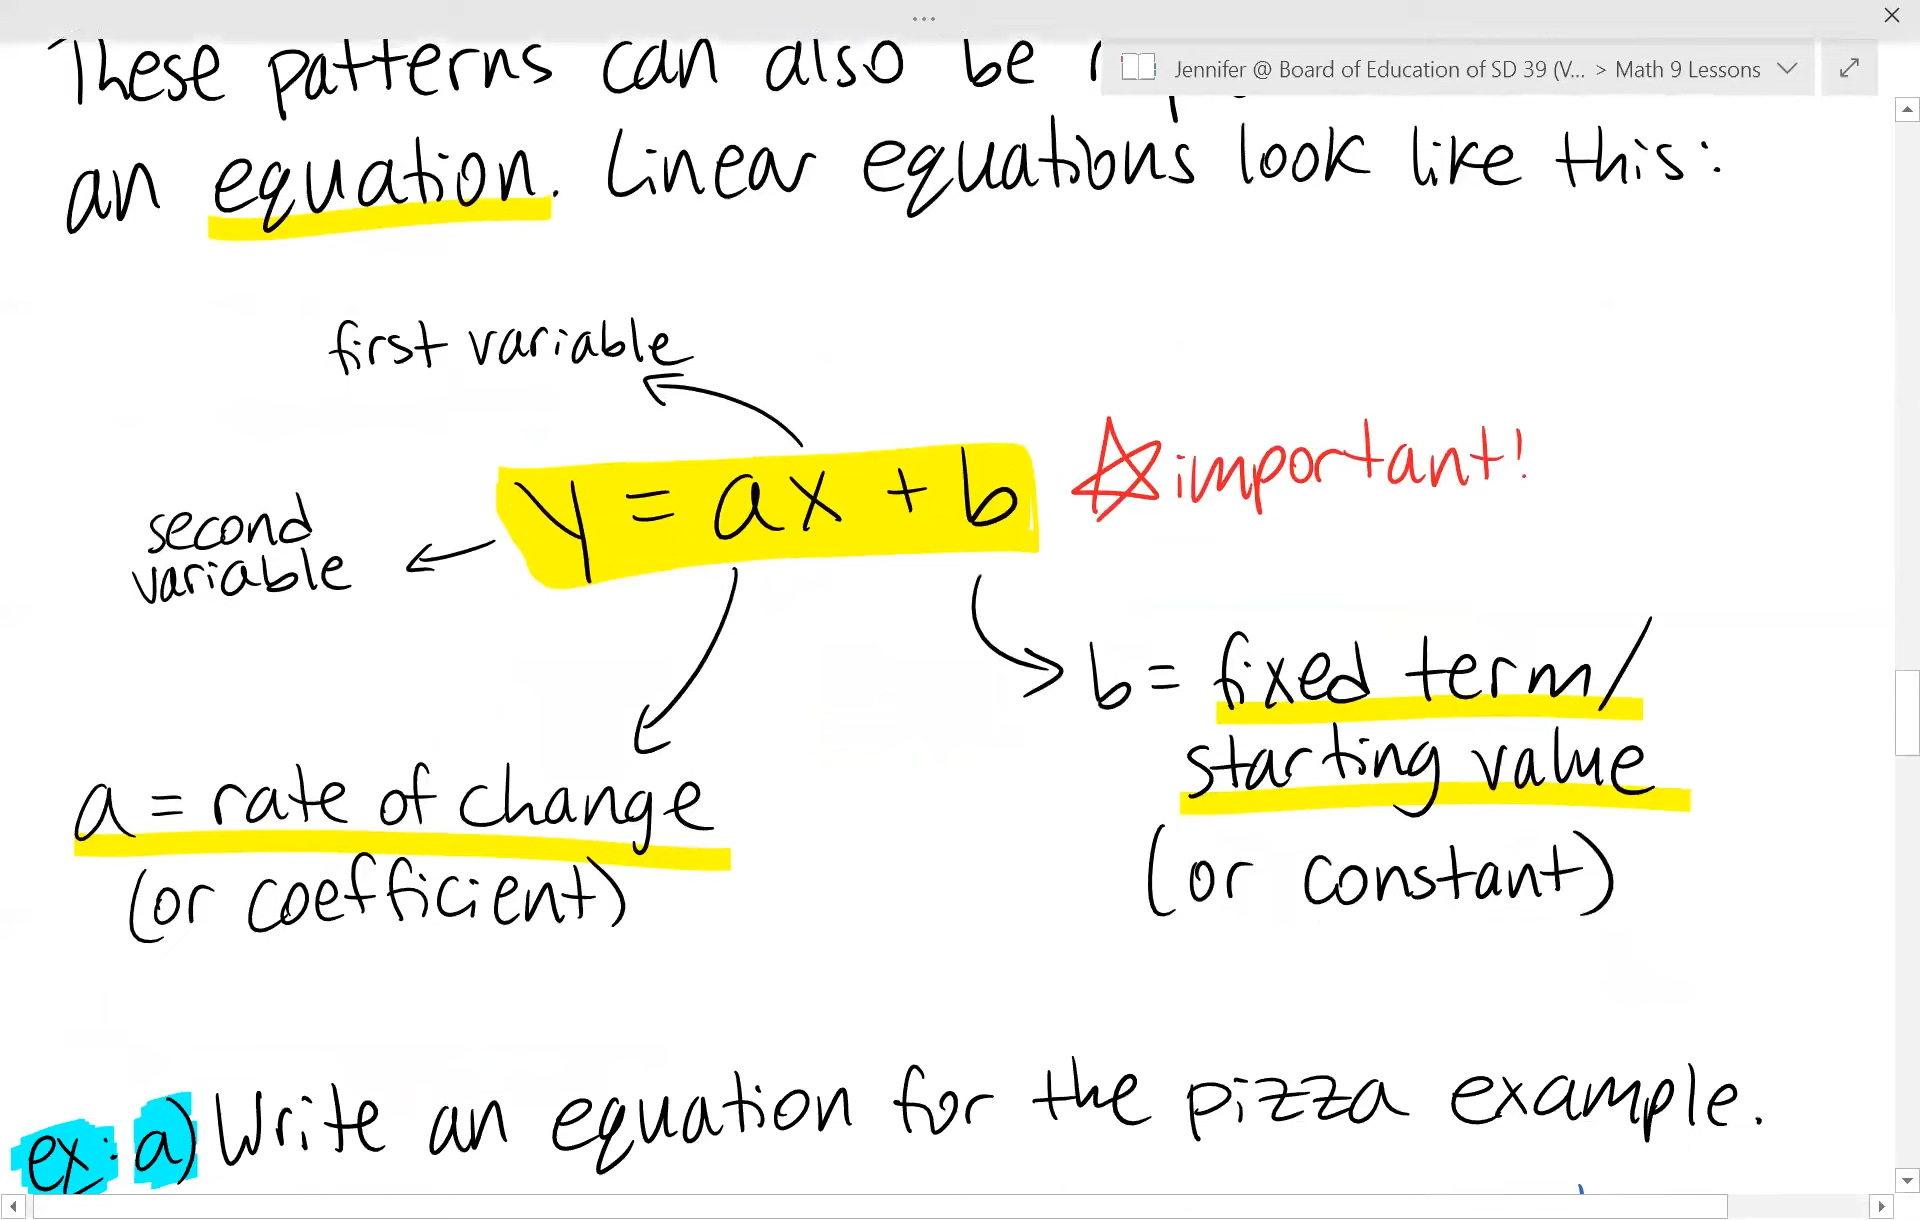 These patterns can also be
Jennifer @ Board of Education of SD 39 (V... > Math 9 Lessons
an equation. Linear equations look like this:
first variable
y = ax + b
☆important!
second
variable
b = fixed term/
starting value
(or constant)
a = rate of change
(or coefficient)
ex: a) Write an equation for the pizza example.